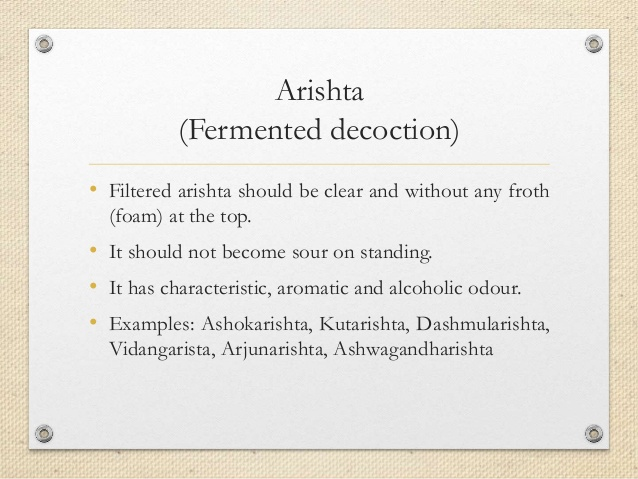 Arishta
(Fermented decoction)
• Filtered arishta should be clear and without any froth
(foam) at the top.
• It should not become sour on standing.
• It has characteristic, aromatic and alcoholic odour.
• Examples: Ashokarishta, Kutarishta, Dashmularishta,
Vidangarista, Arjunarishta, Ashwagandharishta